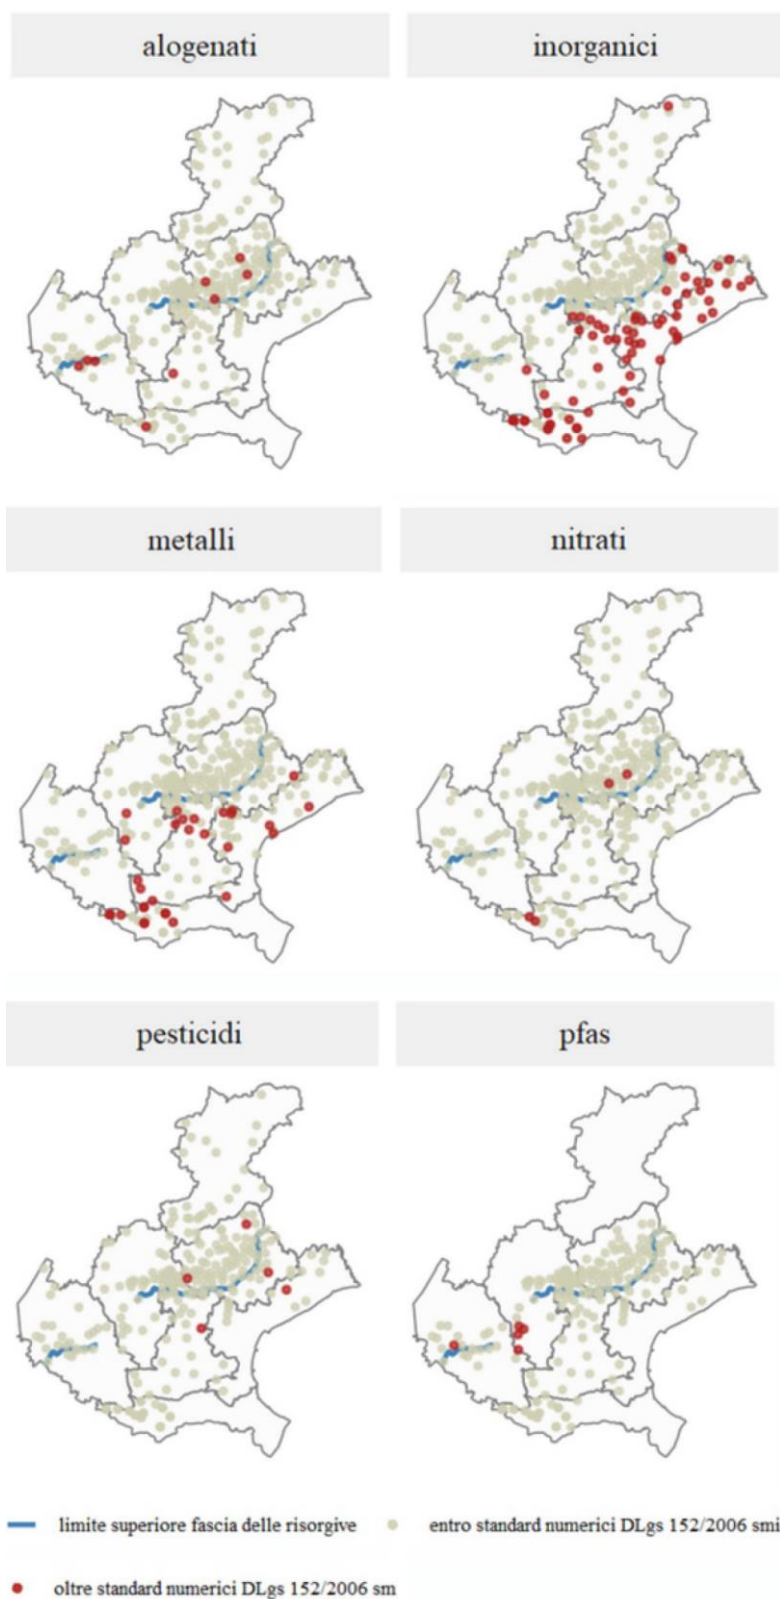 alogenati
inorganici
metalli
nitrati
pesticidi
pfas
limite superiore fascia delle risorgive
entro standard numerici DLgs 152/2006 smi
oltre standard numerici DLgs 152/2006 sm